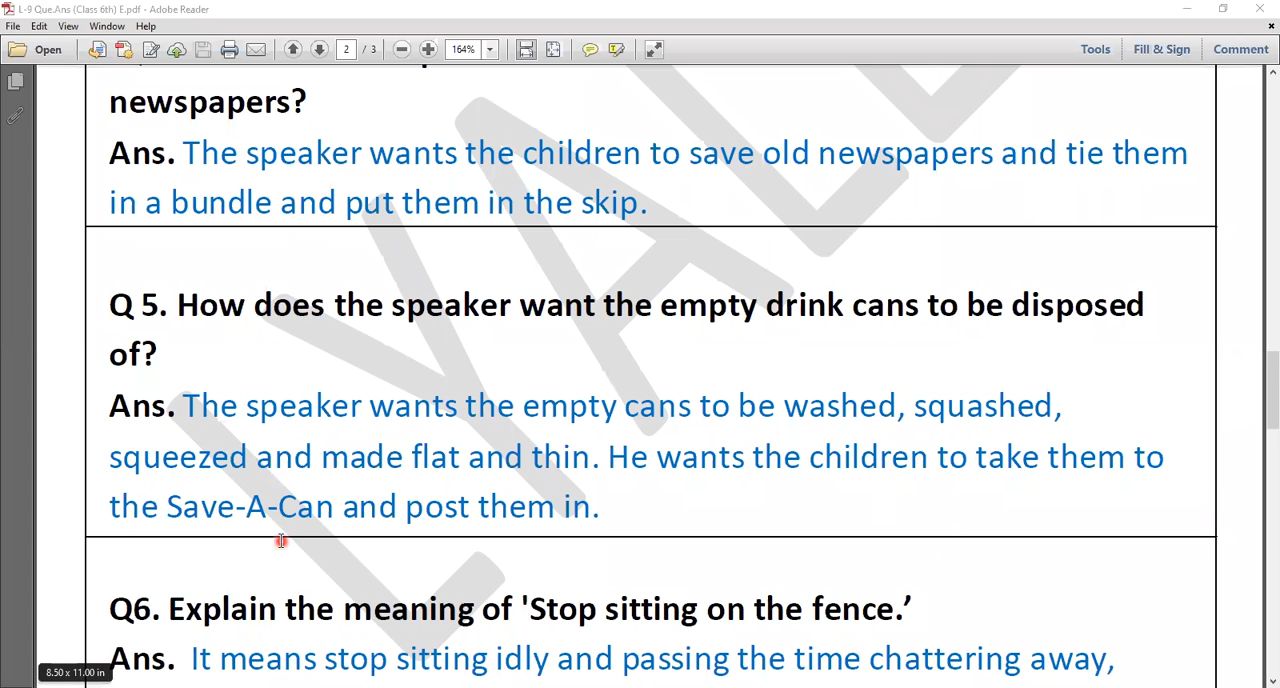 L-9 Que.Ans (Class 6th) E.pdf - Adobe Reader
File Edit View Window Help
Open 2 / 3 164% Tools Fill & Sign Comment
newspapers?
Ans. The speaker wants the children to save old newspapers and tie them
in a bundle and put them in the skip.
Q 5. How does the speaker want the empty drink cans to be disposed
of?
Ans. The speaker wants the empty cans to be washed, squashed,
squeezed and made flat and thin. He wants the children to take them to
the Save-A-Can and post them in.
Q6. Explain the meaning of 'Stop sitting on the fence.’
Ans. It means stop sitting idly and passing the time chattering away,
8.50 x 11.00 in